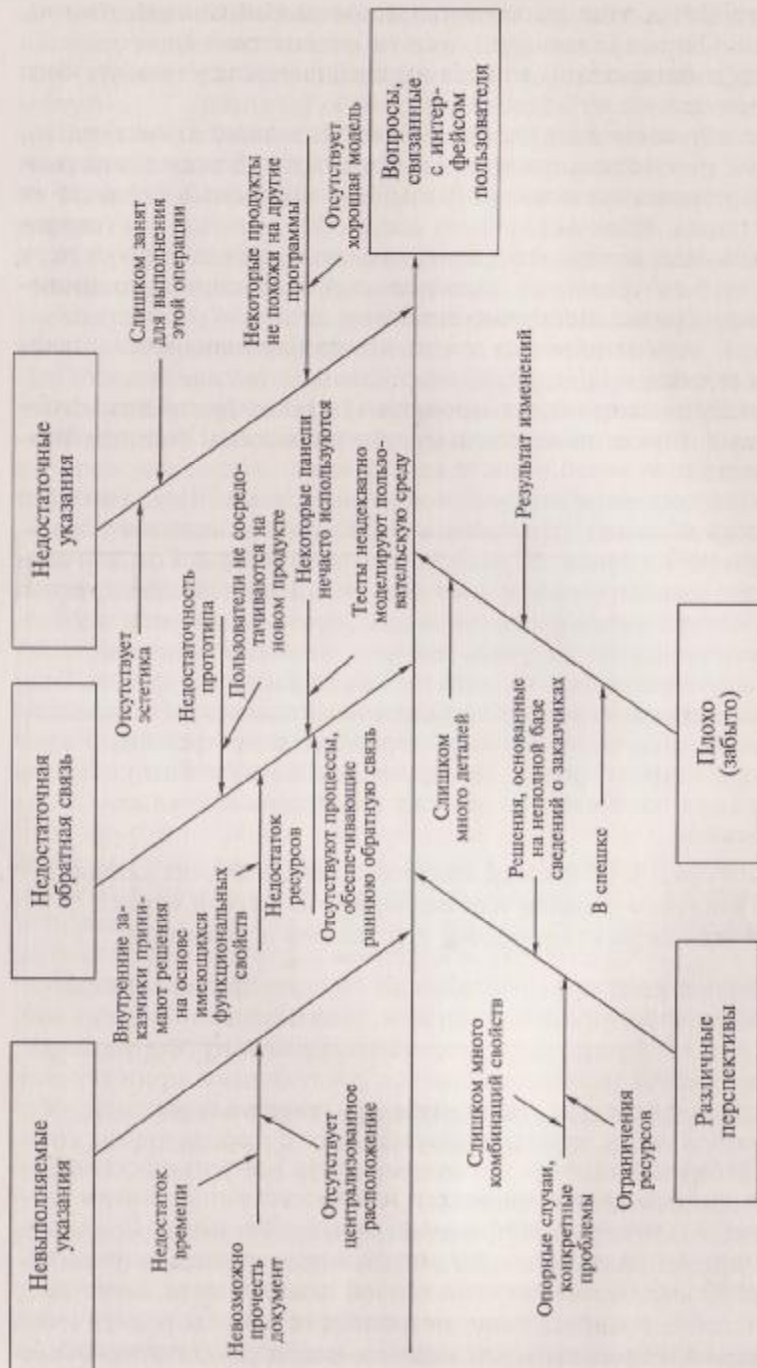 Невыполняемые
указания
Недостаточная
обратная связь
Недостаточные
указания
Недостаток
времени
Невозможно
прочесть
документ
Отсутствует
централизованное
расположение
Внутренние за-
казчики прини-
мают решения
на основе
имеющихся
функциональных
свойств
Недостаток
ресурсов
Отсутствуют процессы,
обеспечивающие
раннюю обратную связь
Недостаточность
прототипа
Пользователи не сосредо-
тачиваются на
новом продукте
Некоторые панели
нечасто используются
Тесты неадекватно
моделируют пользо-
вательскую среду
Отсутствует
эстетика
Слишком занят
для выполнения
этой операции
Некоторые продукты
не похожи на другие
программы
Отсутствует
хорошая модель
Вопросы,
связанные
с интер-
фейсом
пользователя
Слишком много
комбинаций свойств
Опорные случаи,
конкретные
проблемы
Ограничения
ресурсов
Решения, основанные
на неполной базе
сведений о заказчиках
Слишком
много деталей
В спешке
Результат изменений
Различные
перспективы
Плохо
(забыто)